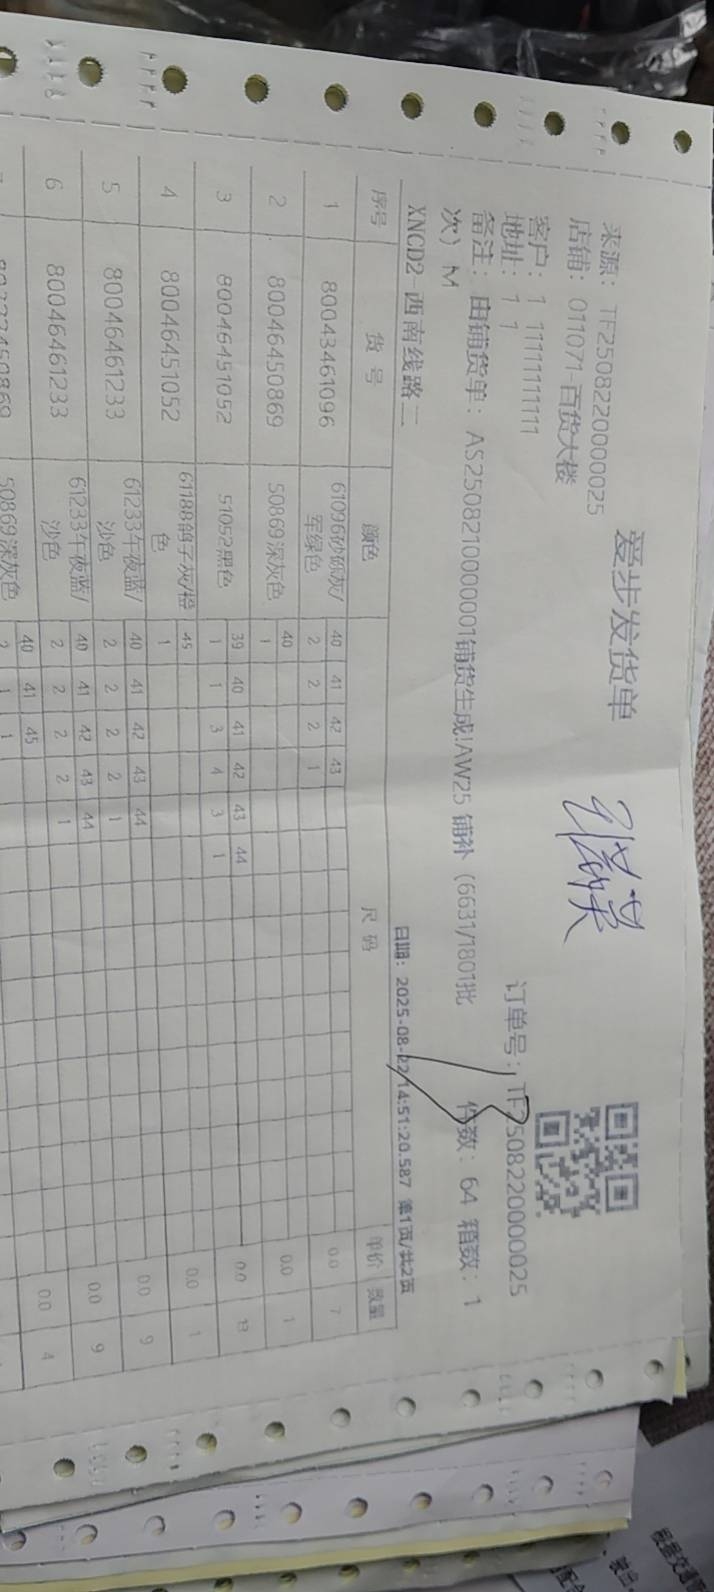 爱步发货单
来源：TF2508220000025
订单号：TF2508220000025
店铺：011071-百货大楼
客户：1 11111111111
地址：1 1
备注：由铺货单：AS2508210000001铺货生成!AW25 铺补（6631/1801批次）M
件数：64 箱数：1
XNCD2-西南线路二
日期：2025-08-22/14:51:20.587 第1页/共2页
序号 货号 颜色 尺码 单价 数量
40 41 42 43
1 80043461096 61096砂砾灰/军绿色 2 2 2 1 0.0 7
40
2 80046450869 50869深灰色 1 0.0 1
39 40 41 42 43 44
3 80046451052 51052黑色 1 1 3 4 3 1 0.0 13
45
4 80046451052 61188鸽子灰/橙色 1 0.0 1
40 41 42 43 44
5 80046461233 61233午夜蓝/沙色 2 2 2 2 1 0.0 9
40 41 42 43 44
6 80046461233 61233午夜蓝/沙色 2 2 2 2 1 0.0 9
40 41 45
50869深灰色 2 1 1 0.0 4